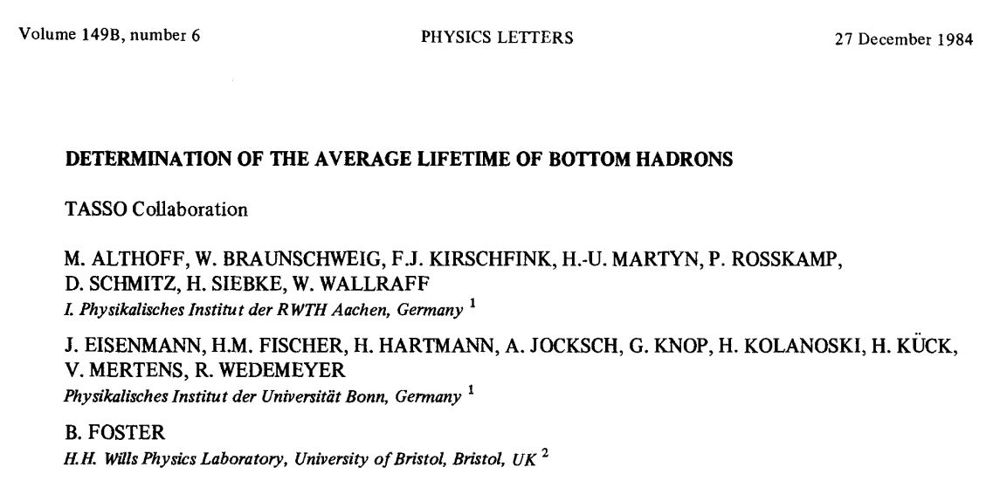 Volume 149B, number 6 PHYSICS LETTERS 27 December 1984
DETERMINATION OF THE AVERAGE LIFETIME OF BOTTOM HADRONS
TASSO Collaboration
M. ALTHOFF, W. BRAUNSCHWEIG, F.J. KIRSCHFINK, H.-U. MARTYN, P. ROSSKAMP,
D. SCHMITZ, H. SIEBKE, W. WALLRAFF
I. Physikalisches Institut der RWTH Aachen, Germany 1
J. EISENMANN, H.M. FISCHER, H. HARTMANN, A. JOCKSCH, G. KNOP, H. KOLANOSKI, H. KÜCK,
V. MERTENS, R. WEDEMEYER
Physikalisches Institut der Universität Bonn, Germany 1
B. FOSTER
H.H. Wills Physics Laboratory, University of Bristol, Bristol, UK 2